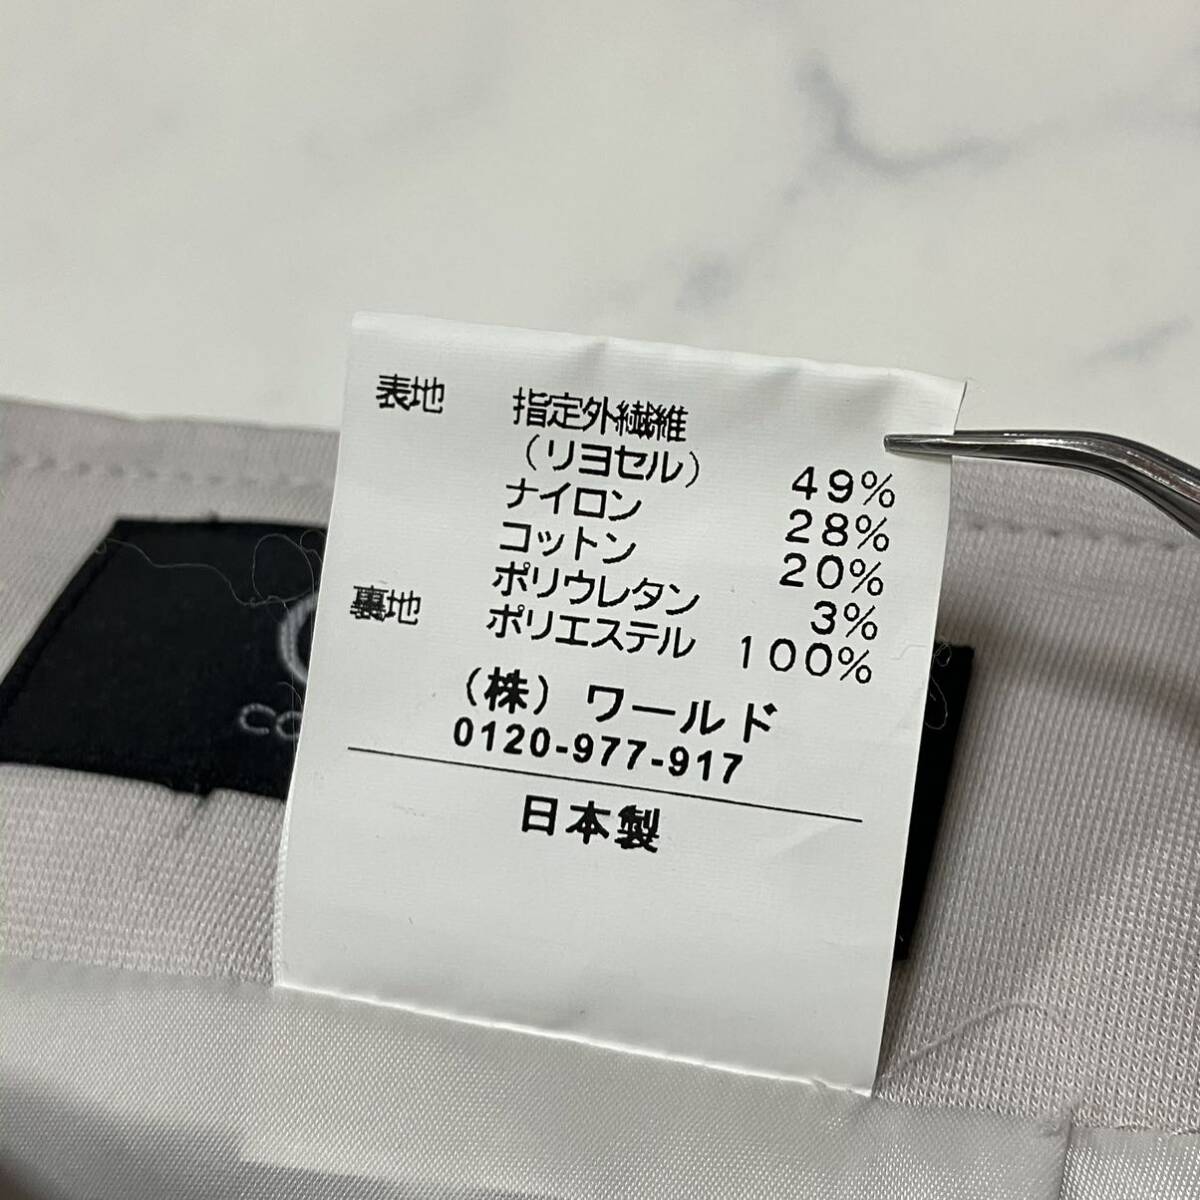 表地 指定外繊維
(リヨセル) 49%
ナイロン 28%
コットン 20%
ポリウレタン 3%
裏地 ポリエステル 100%
(株) ワールド
0120-977-917
日本製